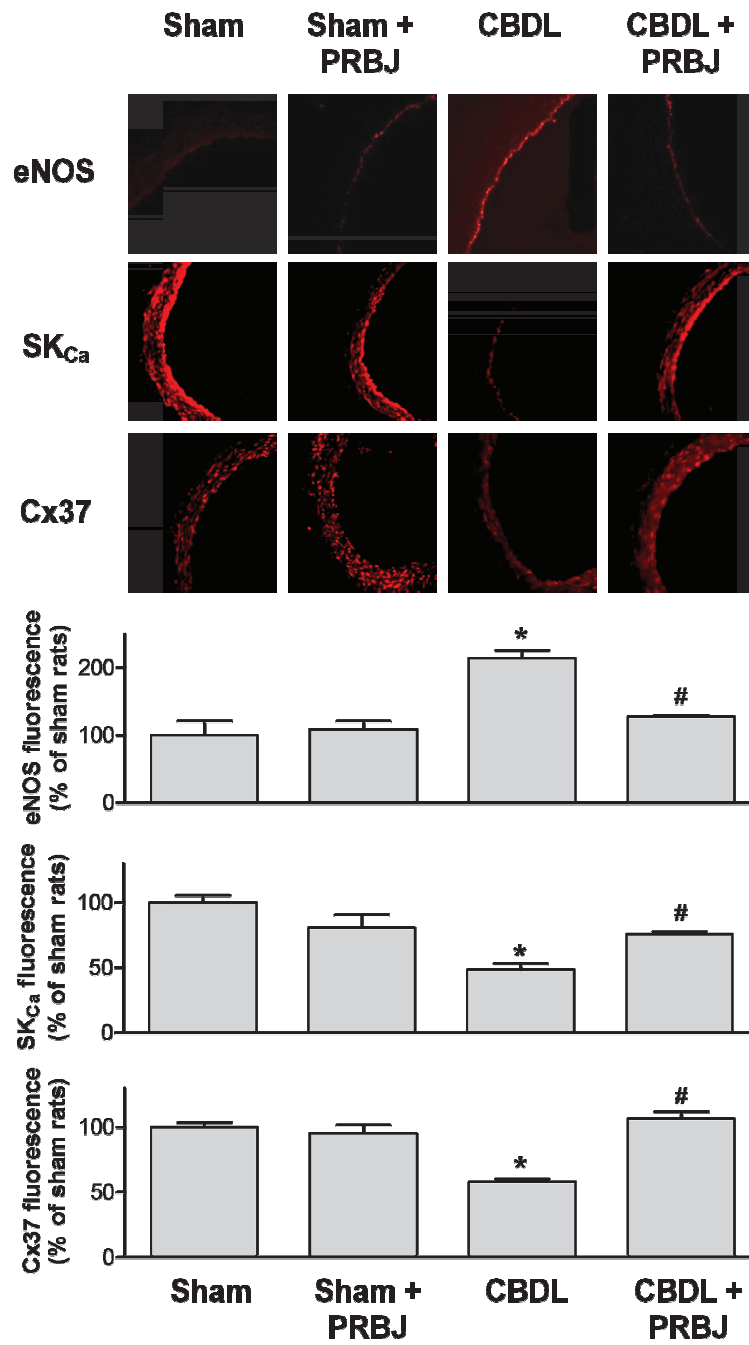 Sham
Sham +
PRBJ
CBDL
CBDL +
PRBJ
eNOS
SKCa
Cx37
eNOS fluorescence
(% of sham rats)
200
100
0
*
#
SKCa fluorescence
(% of sham rats)
100
50
0
*
#
Cx37 fluorescence
(% of sham rats)
100
50
0
*
#
Sham
Sham +
PRBJ
CBDL
CBDL +
PRBJ